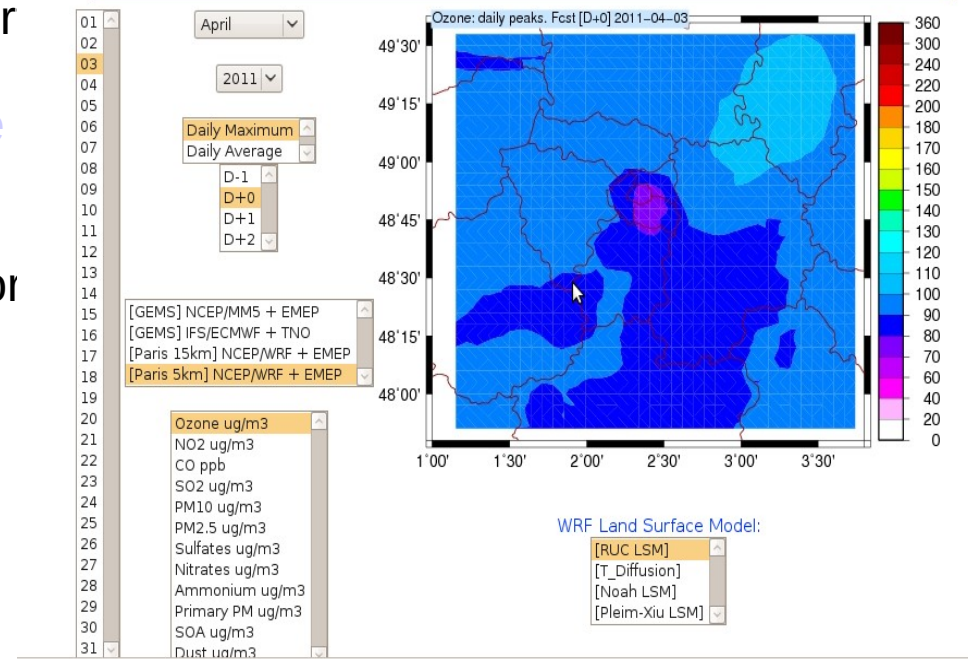 01
02
03
04
05
06
07
08
09
10
11
12
13
14
15
16
17
18
19
20
21
22
23
24
25
26
27
28
29
30
31
April
2011
Daily Maximum
Daily Average
D-1
D+0
D+1
D+2
[GEMS] NCEP/MM5 + EMEP
[GEMS] IFS/ECMWF + TNO
[Paris 15km] NCEP/WRF + EMEP
[Paris 5km] NCEP/WRF + EMEP
Ozone ug/m3
NO2 ug/m3
CO ppb
SO2 ug/m3
PM10 ug/m3
PM2.5 ug/m3
Sulfates ug/m3
Nitrates ug/m3
Ammonium ug/m3
Primary PM ug/m3
SOA ug/m3
Dust ug/m3
Ozone: daily peaks. Fcst [D+0] 2011-04-03
49°30'
49°15'
49°00'
48°45'
48°30'
48°15'
48°00'
1°00' 1°30' 2°00' 2°30' 3°00' 3°30'
360
300
240
220
200
180
170
160
150
140
130
120
110
100
90
80
70
60
40
20
0
WRF Land Surface Model:
[RUC LSM]
[T_Diffusion]
[Noah LSM]
[Pleim-Xiu LSM]